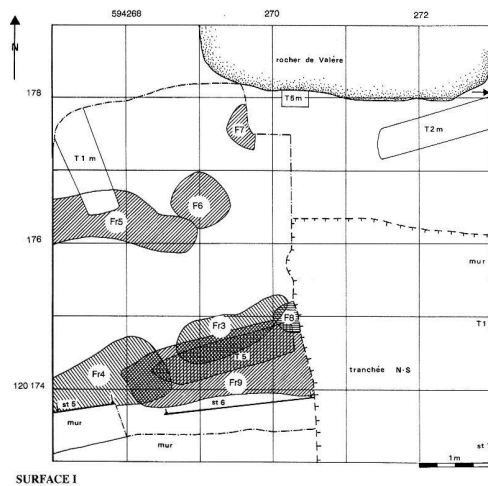 594268 270 272
N
rocher de Valère
178
T5m
T2m
F7
T1m
F6
Fr5
176
mur
Fr3
F8
T1
T5
Fr4
tranchée N-S
120 174
Fr9
st 5
st 6
mur
mur
st
1m
SURFACE I